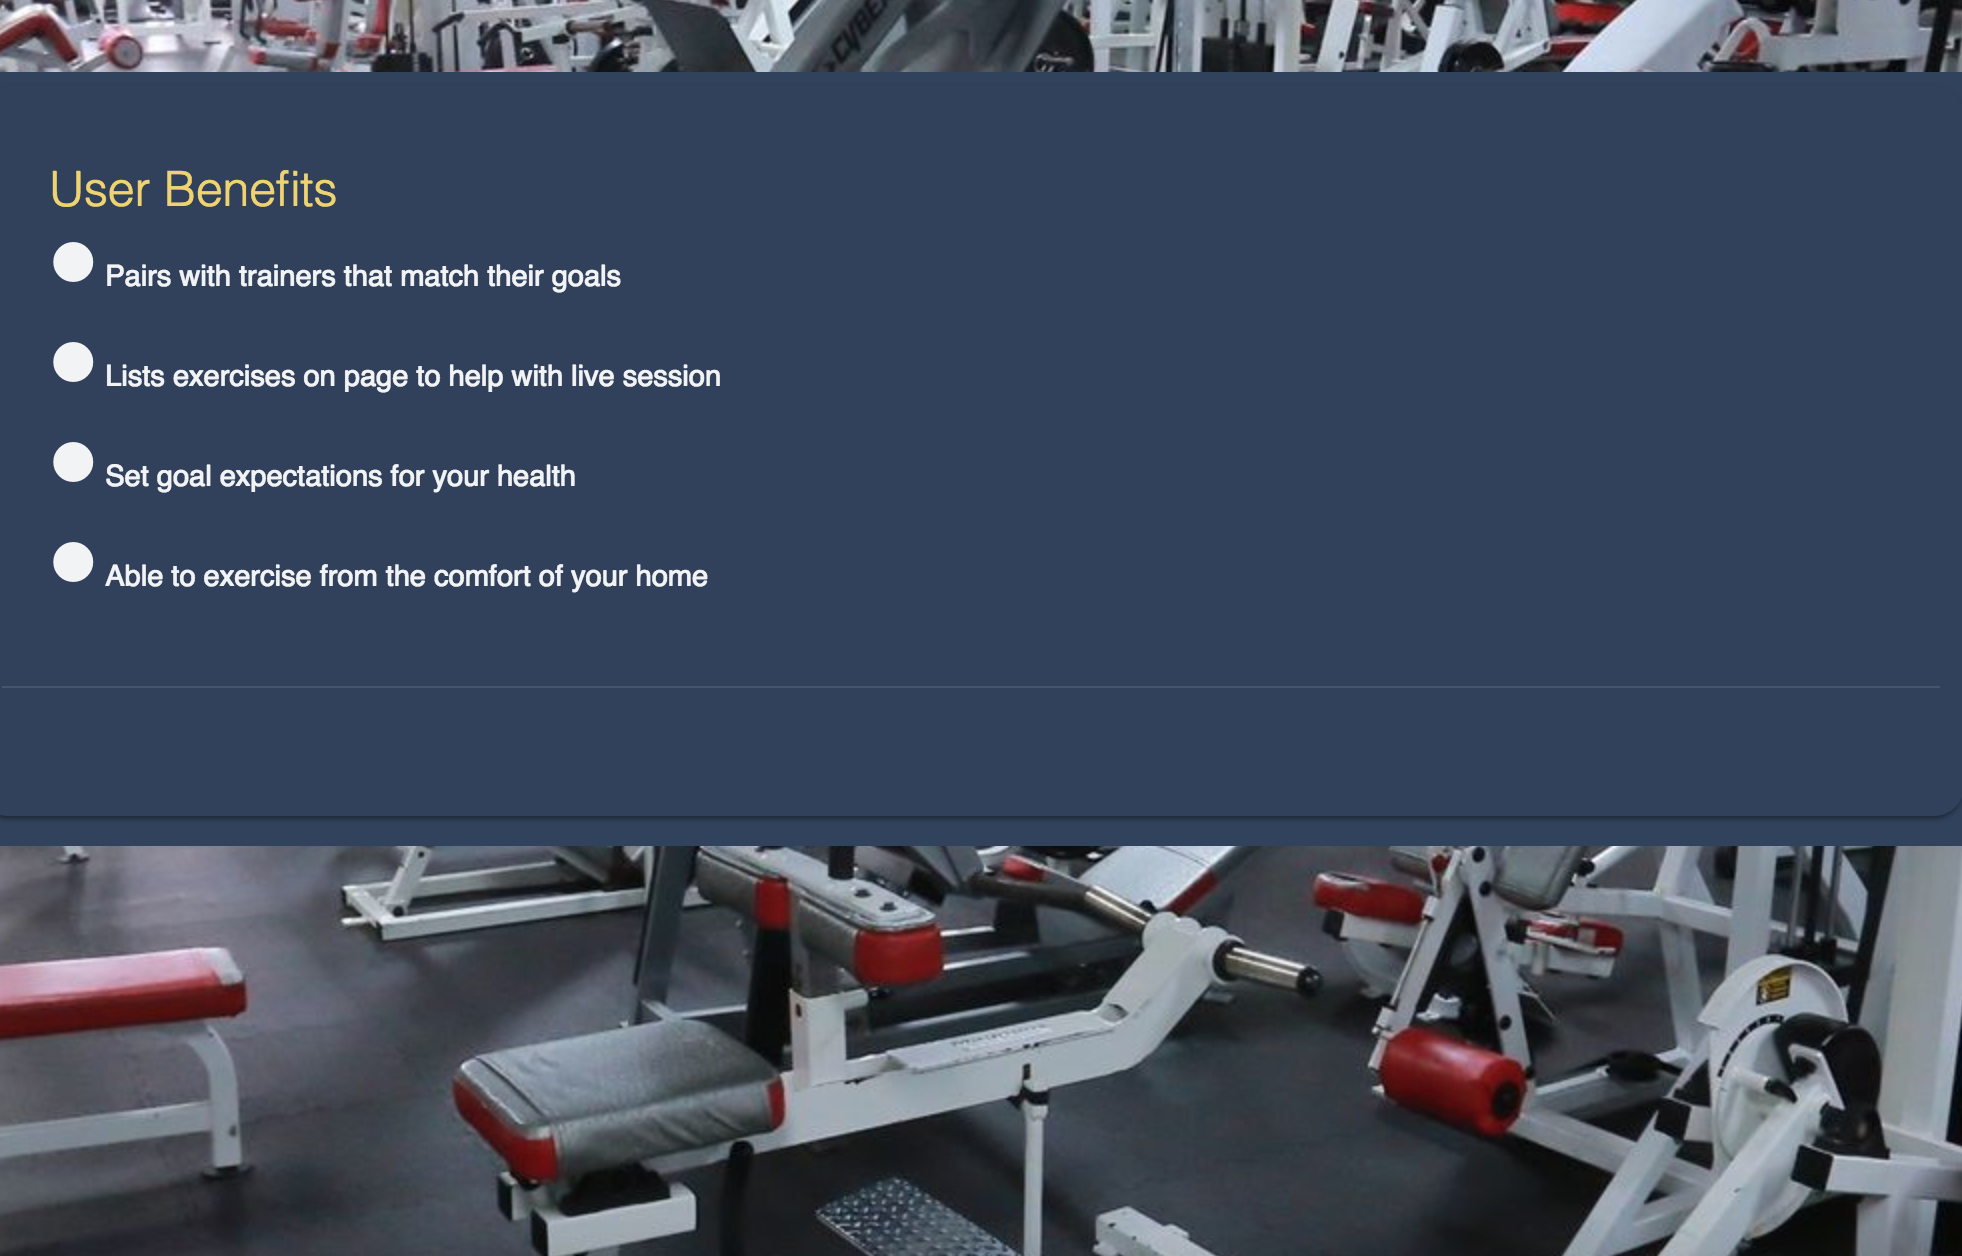 CYBEX
User Benefits
Pairs with trainers that match their goals
Lists exercises on page to help with live session
Set goal expectations for your health
Able to exercise from the comfort of your home